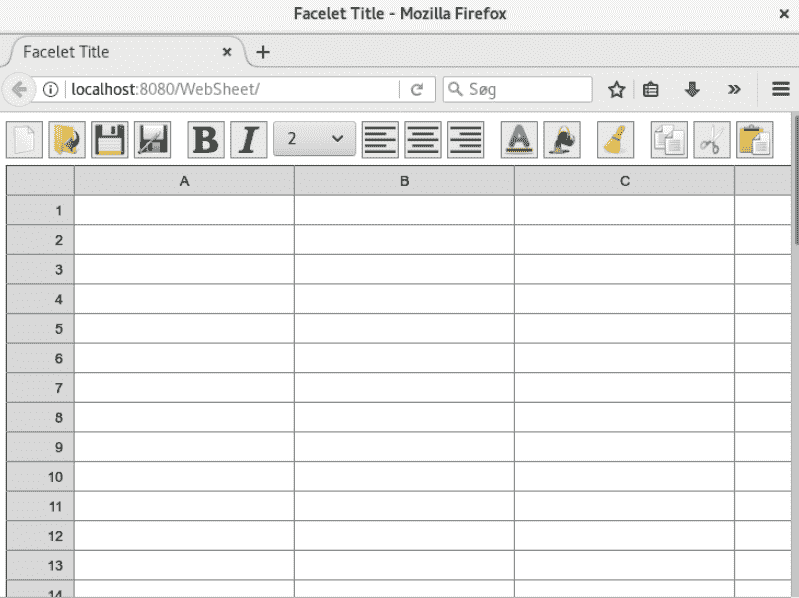 Facelet Title - Mozilla Firefox
Facelet Title
localhost:8080/WebSheet/
Søg
B I 2 A
A B C
1
2
3
4
5
6
7
8
9
10
11
12
13
14